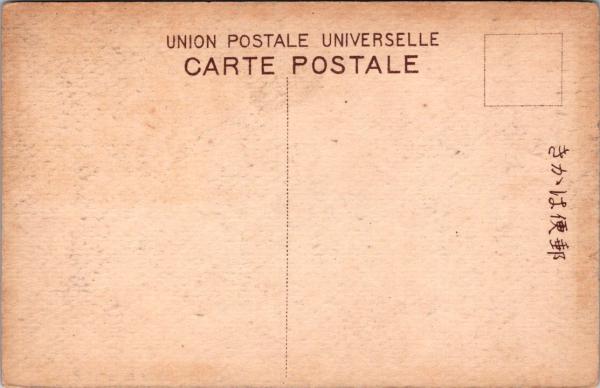 UNION POSTALE UNIVERSELLE
CARTE POSTALE
きかは便郵